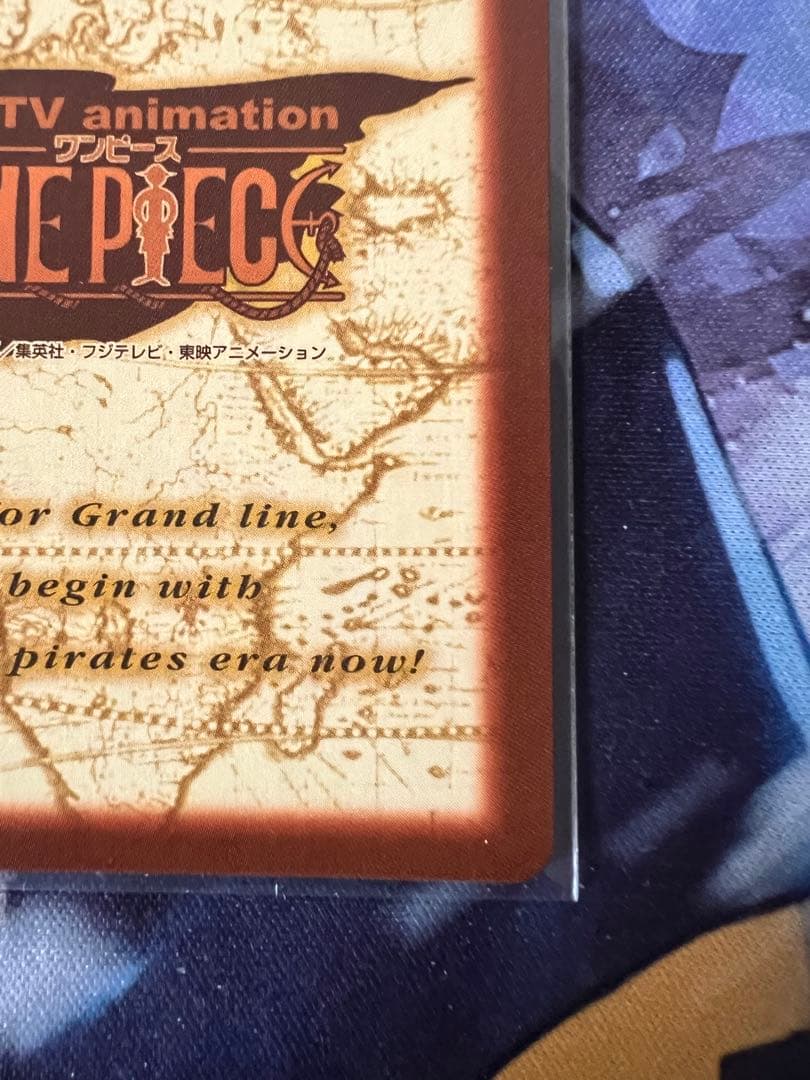 TV animation
ワンピース
NE PIECE
／集英社・フジテレビ・東映アニメーション
or Grand line,
begin with
pirates era now!